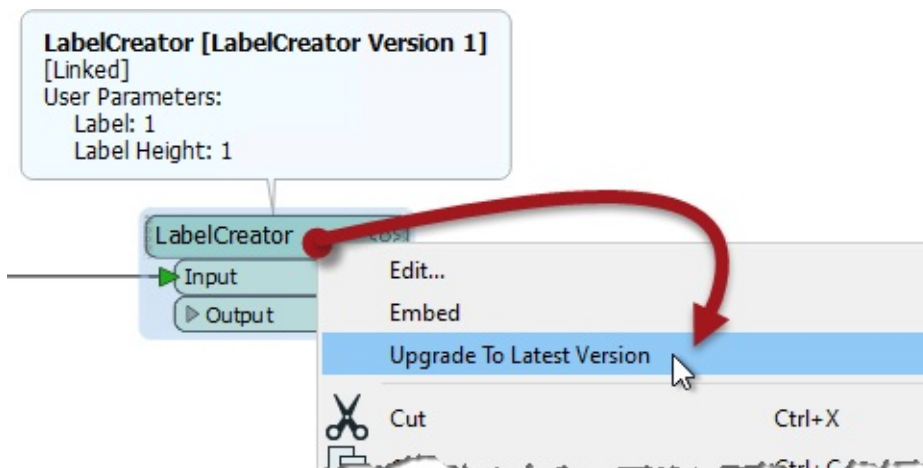 LabelCreator [LabelCreator Version 1]
[Linked]
User Parameters:
Label: 1
Label Height: 1
LabelCreator
Input
Output
Edit...
Embed
Upgrade To Latest Version
Cut Ctrl+X